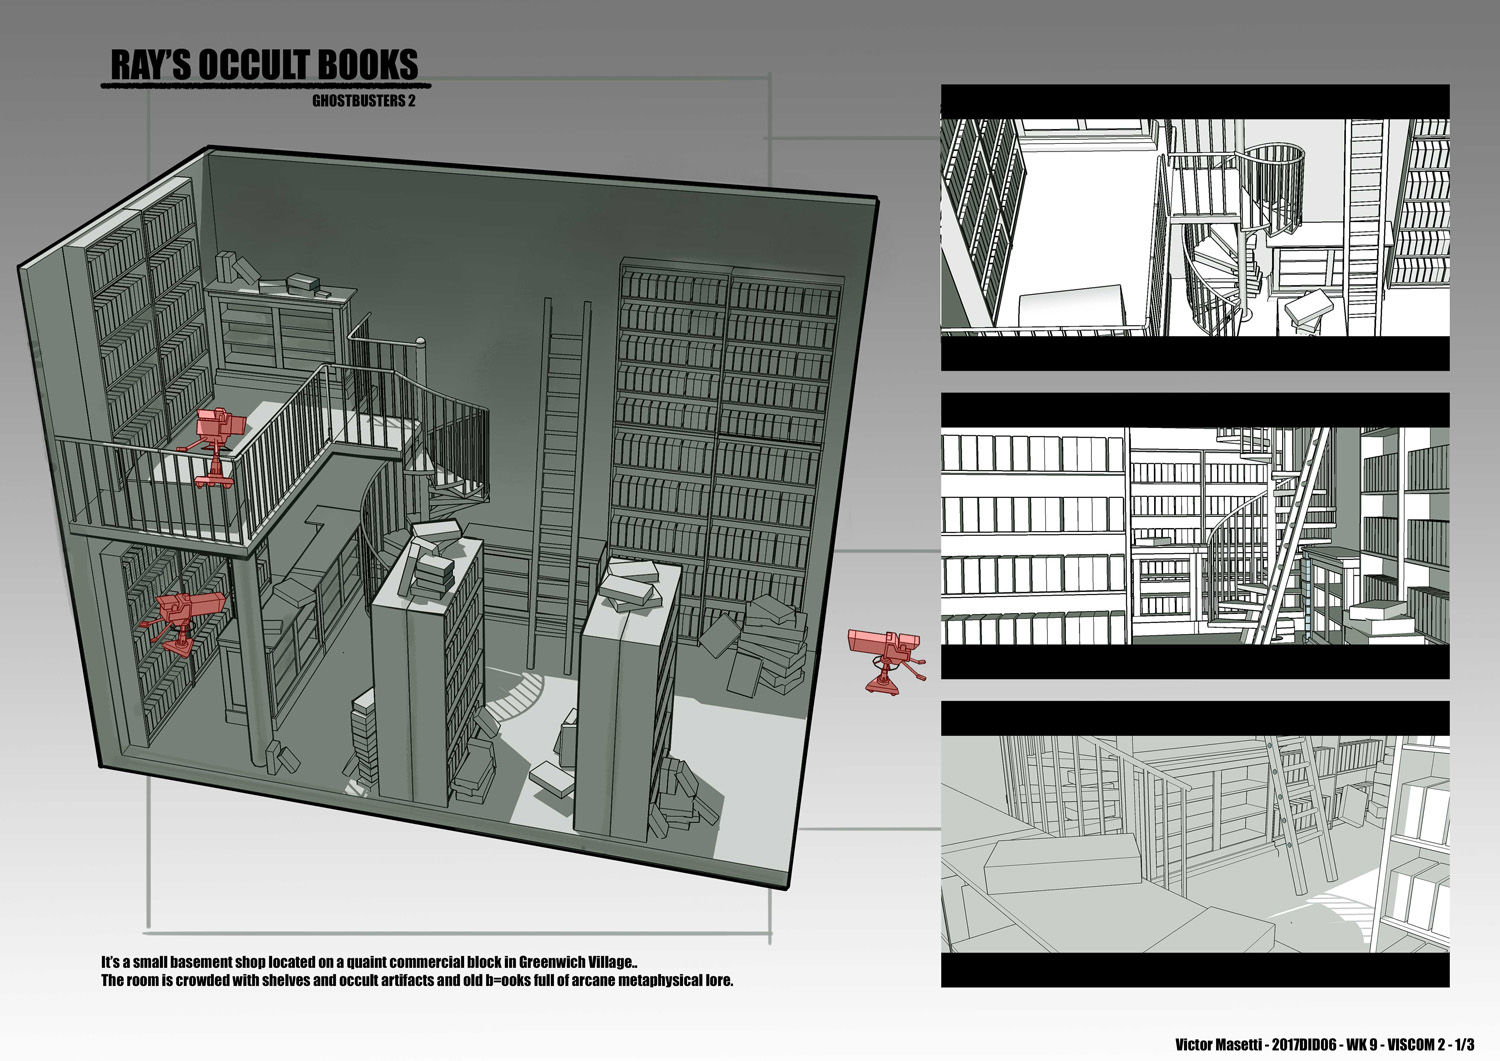 RAY'S OCCULT BOOKS
GHOSTBUSTERS 2
It's a small basement shop located on a quaint commercial block in Greenwich Village..
The room is crowded with shelves and occult artifacts and old b=ooks full of arcane metaphysical lore.
Victor Masetti - 2017DID06 - WK 9 - VISCOM 2 - 1/3